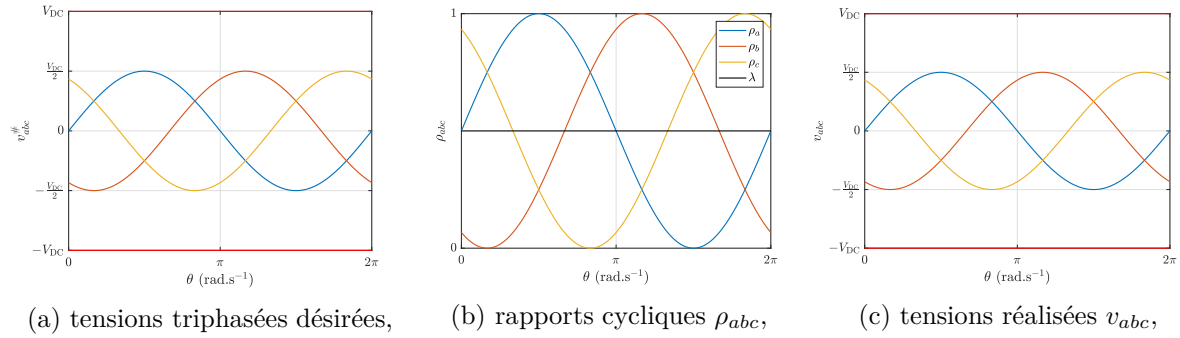 V_DC
V_DC/2
0
−V_DC/2
−V_DC
v^#_abc
0
π
2π
θ (rad.s⁻¹)
(a) tensions triphasées désirées,
1
0
ρ_abc
ρ_a
ρ_b
ρ_c
λ
0
π
2π
θ (rad.s⁻¹)
(b) rapports cycliques ρ_abc,
V_DC
V_DC/2
0
−V_DC/2
−V_DC
v_abc
0
π
2π
θ (rad.s⁻¹)
(c) tensions réalisées v_abc,